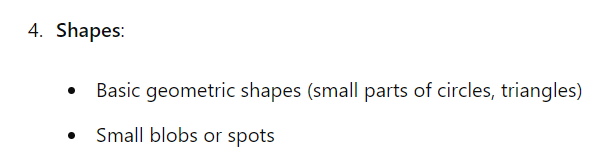 4. Shapes:
• Basic geometric shapes (small parts of circles, triangles)
• Small blobs or spots